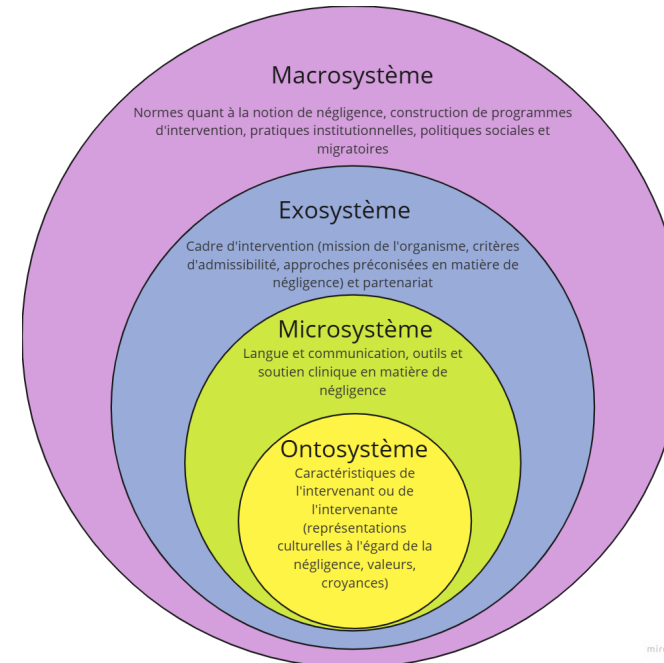 Macrosystème
Normes quant à la notion de négligence, construction de programmes
d'intervention, pratiques institutionnelles, politiques sociales et
migratoires
Exosystème
Cadre d'intervention (mission de l'organisme, critères
d'admissibilité, approches préconisées en matière de
négligence) et partenariat
Microsystème
Langue et communication, outils et
soutien clinique en matière de
négligence
Ontosystème
Caractéristiques de
l'intervenant ou de
l'intervenante
(représentations
culturelles à l'égard de la
négligence, valeurs,
croyances)